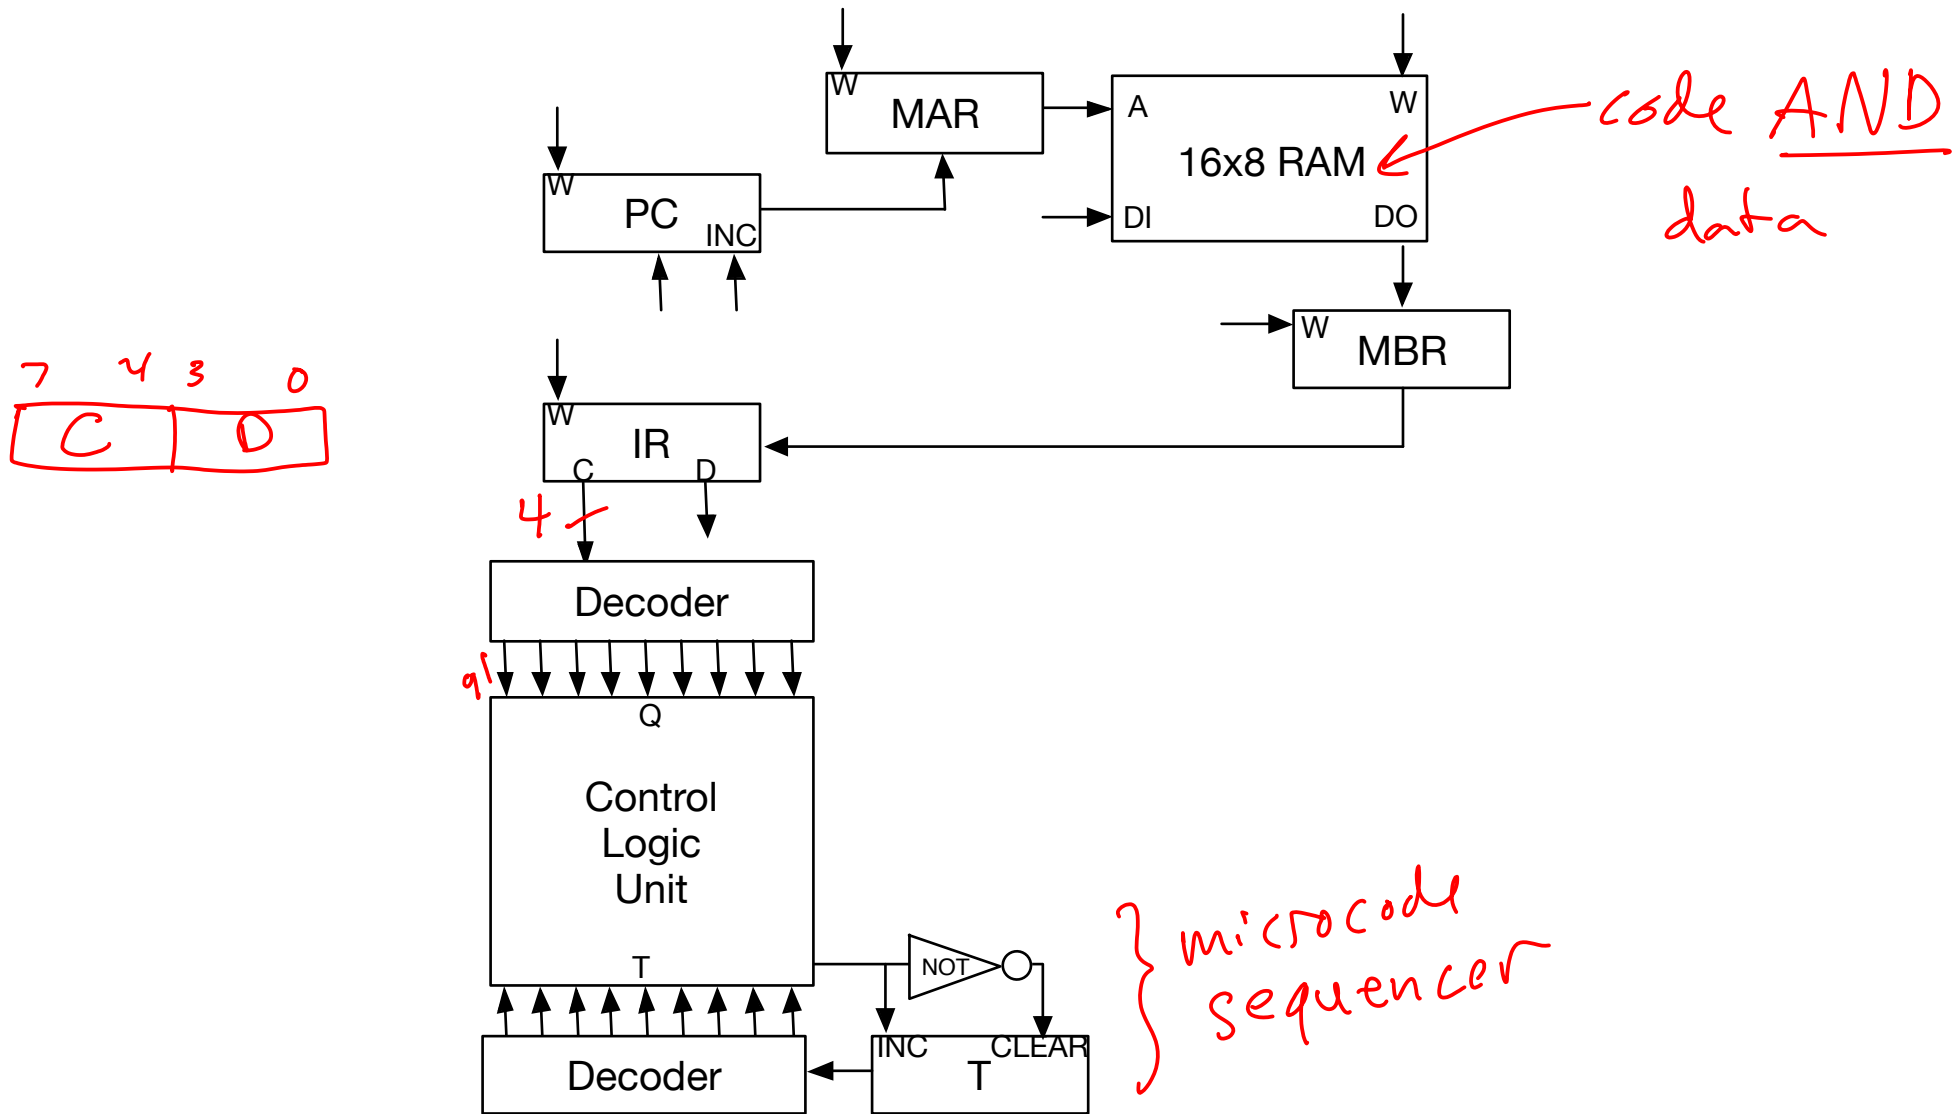 W
MAR
A
W
16x8 RAM
code AND
data
W
PC
INC
DI
DO
W
MBR
7 4 3 0
C D
W
IR
C D
4
Decoder
Q
Control
Logic
Unit
T
NOT
INC CLEAR
T
Decoder
microcode
sequencer